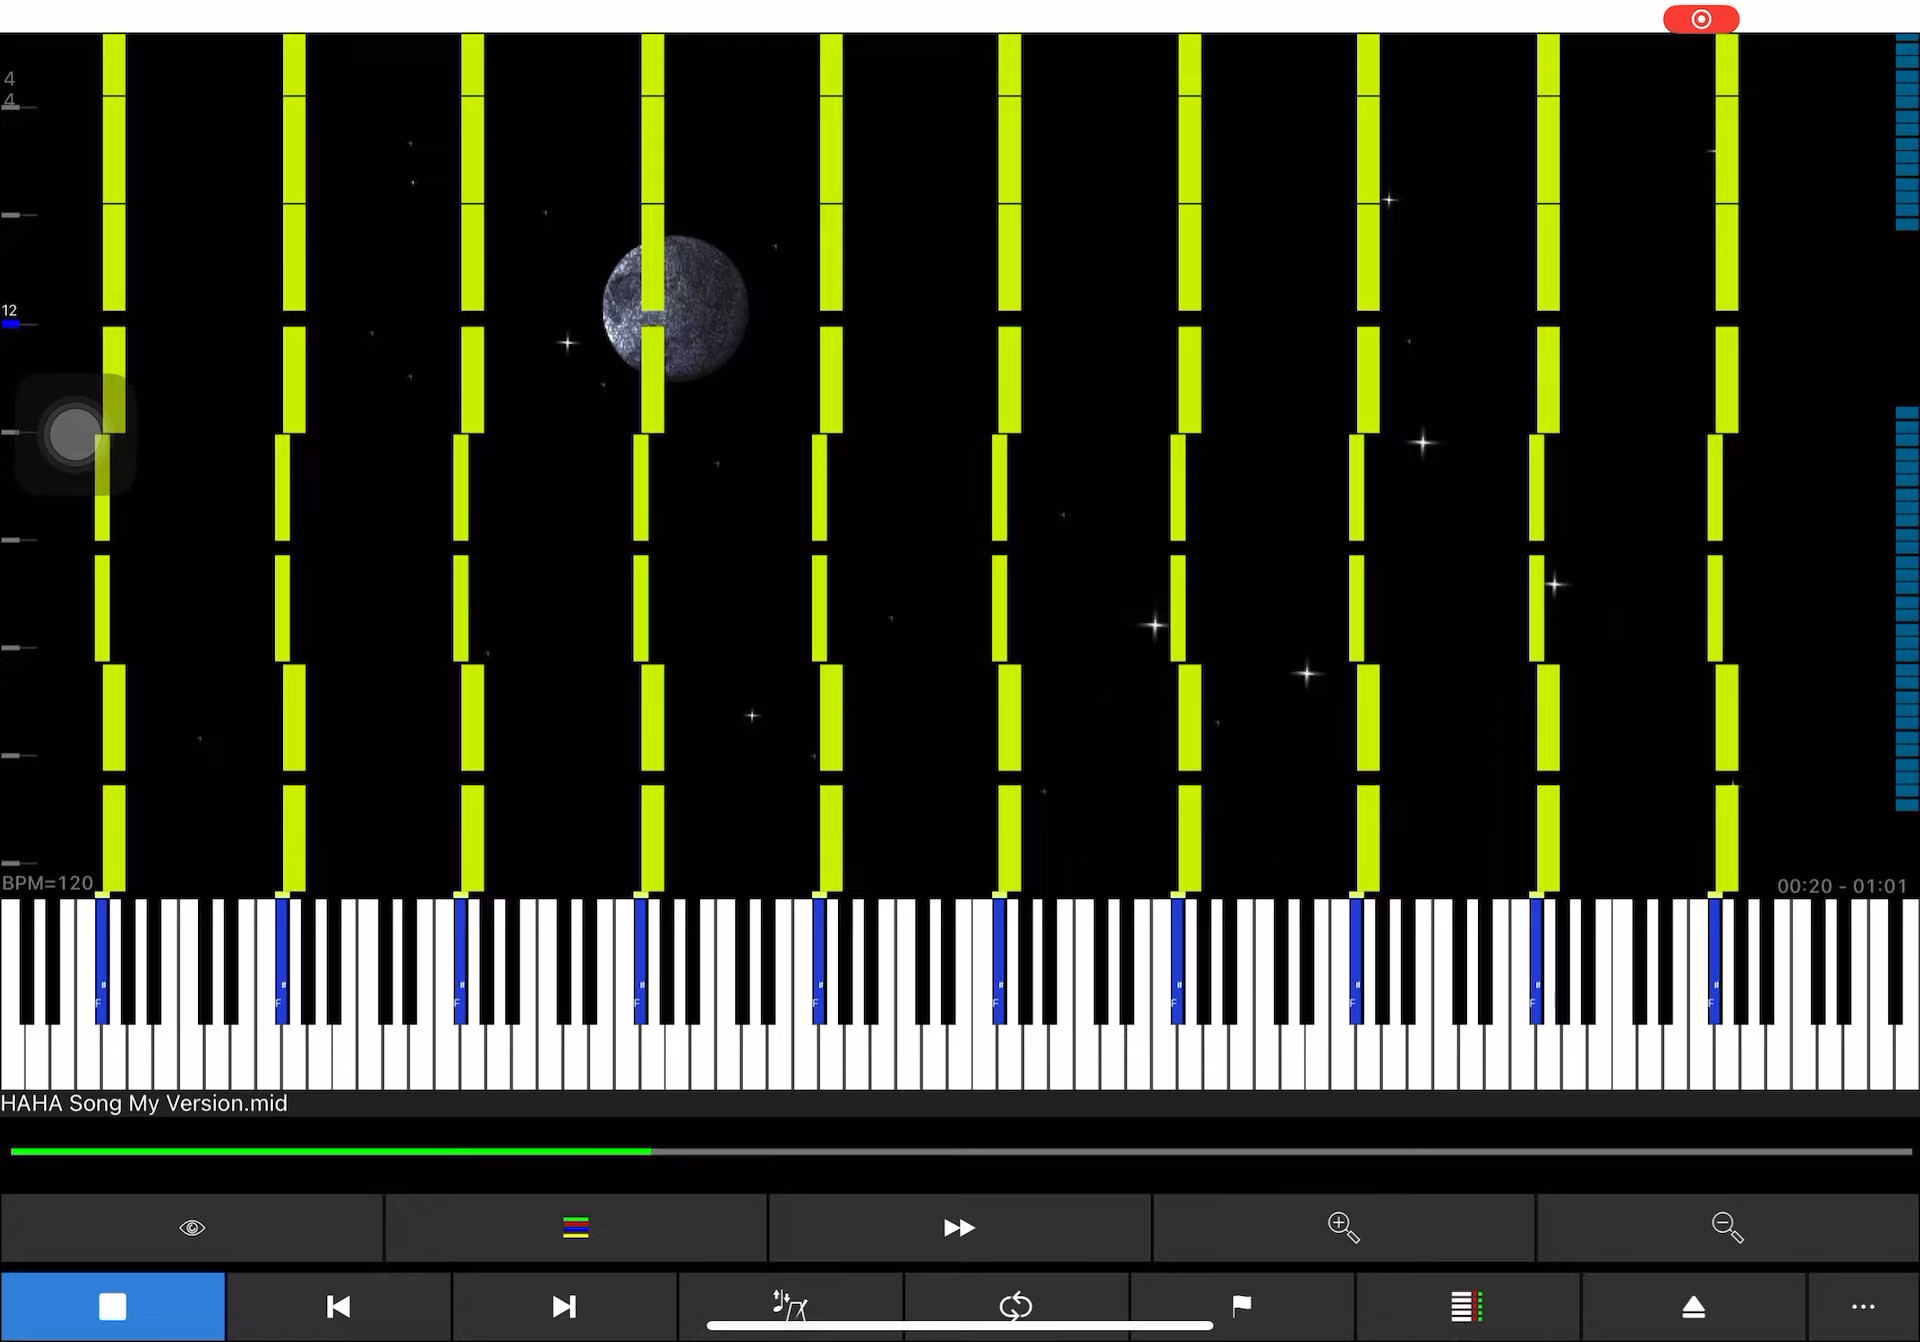 4
4
12
BPM=120
00:20 - 01:01
# # # # # # # # # #
F F F F F F F F F F
HAHA Song My Version.mid